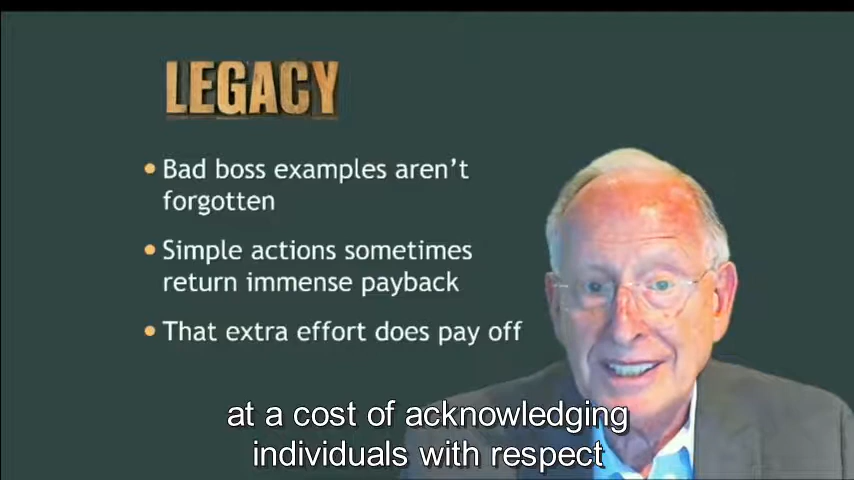 LEGACY
• Bad boss examples aren't
forgotten
• Simple actions sometimes
return immense payback
• That extra effort does pay off
at a cost of acknowledging
individuals with respect